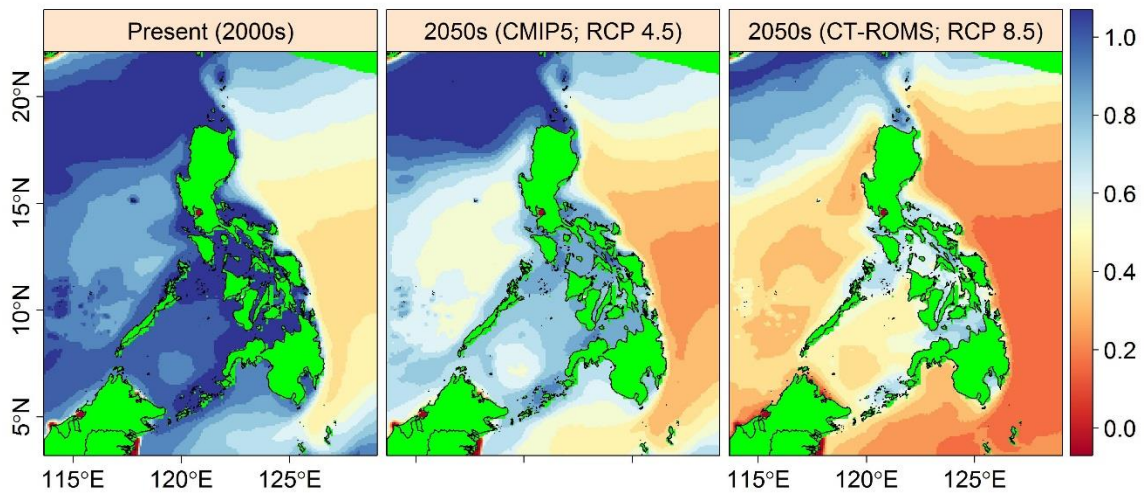 Present (2000s)
2050s (CMIP5; RCP 4.5)
2050s (CT-ROMS; RCP 8.5)
20°N
15°N
10°N
5°N
115°E
120°E
125°E
115°E
120°E
125°E
1.0
0.8
0.6
0.4
0.2
0.0